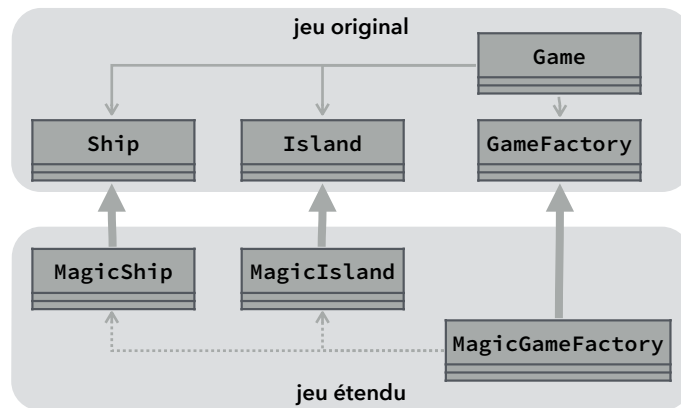 jeu original
Game
Ship
Island
GameFactory
MagicShip
MagicIsland
MagicGameFactory
jeu étendu